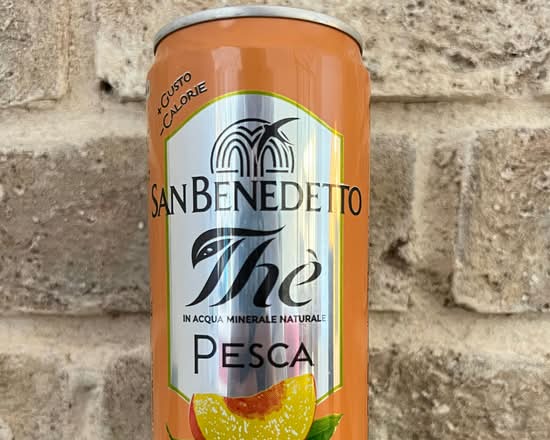 + GUSTO
- CALORIE
SAN BENEDETTO
Thè
IN ACQUA MINERALE NATURALE
PESCA